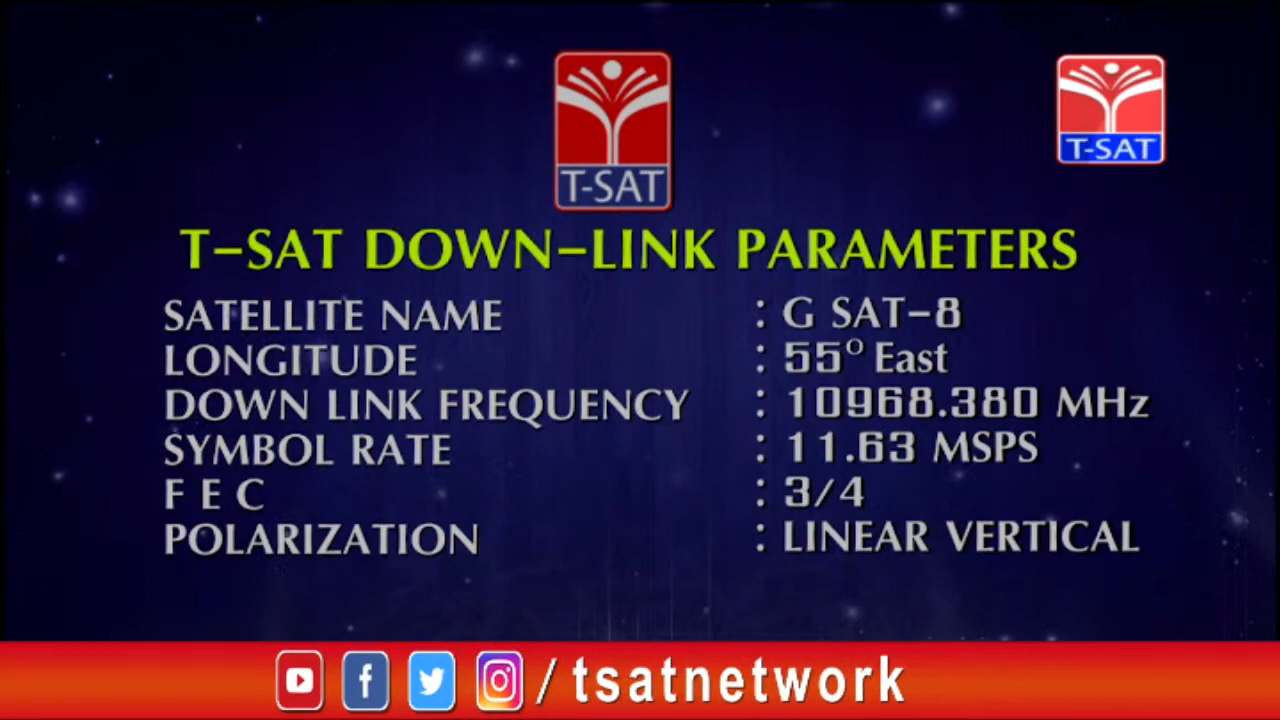 T-SAT
T-SAT
T-SAT DOWN-LINK PARAMETERS
SATELLITE NAME : G SAT-8
LONGITUDE : 55° East
DOWN LINK FREQUENCY : 10968.380 MHz
SYMBOL RATE : 11.63 MSPS
F E C : 3/4
POLARIZATION : LINEAR VERTICAL
/ tsatnetwork